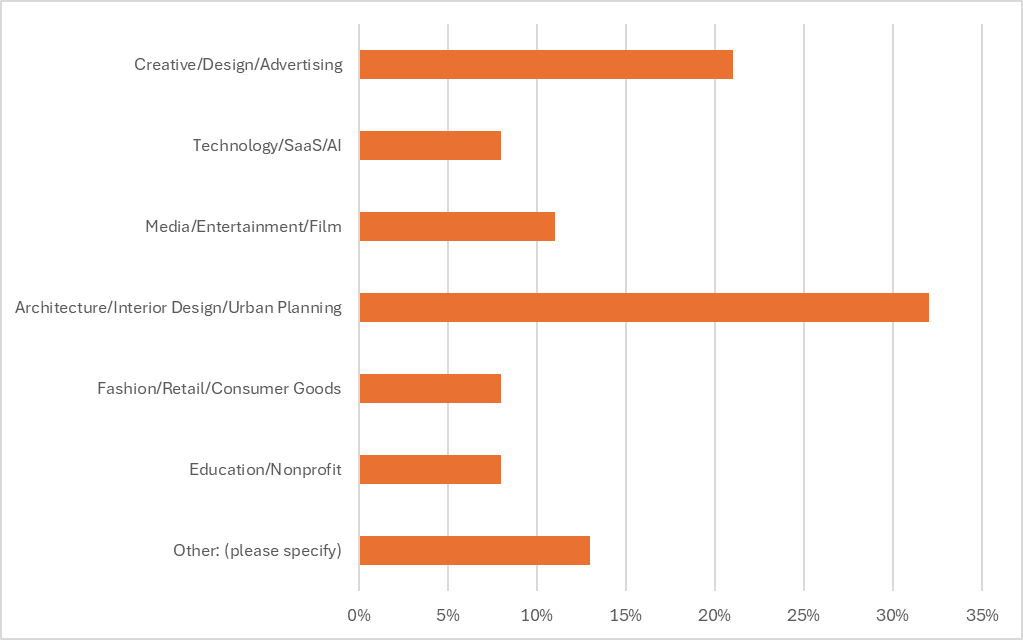 Creative/Design/Advertising
Technology/SaaS/AI
Media/Entertainment/Film
Architecture/Interior Design/Urban Planning
Fashion/Retail/Consumer Goods
Education/Nonprofit
Other: (please specify)
0% 5% 10% 15% 20% 25% 30% 35%